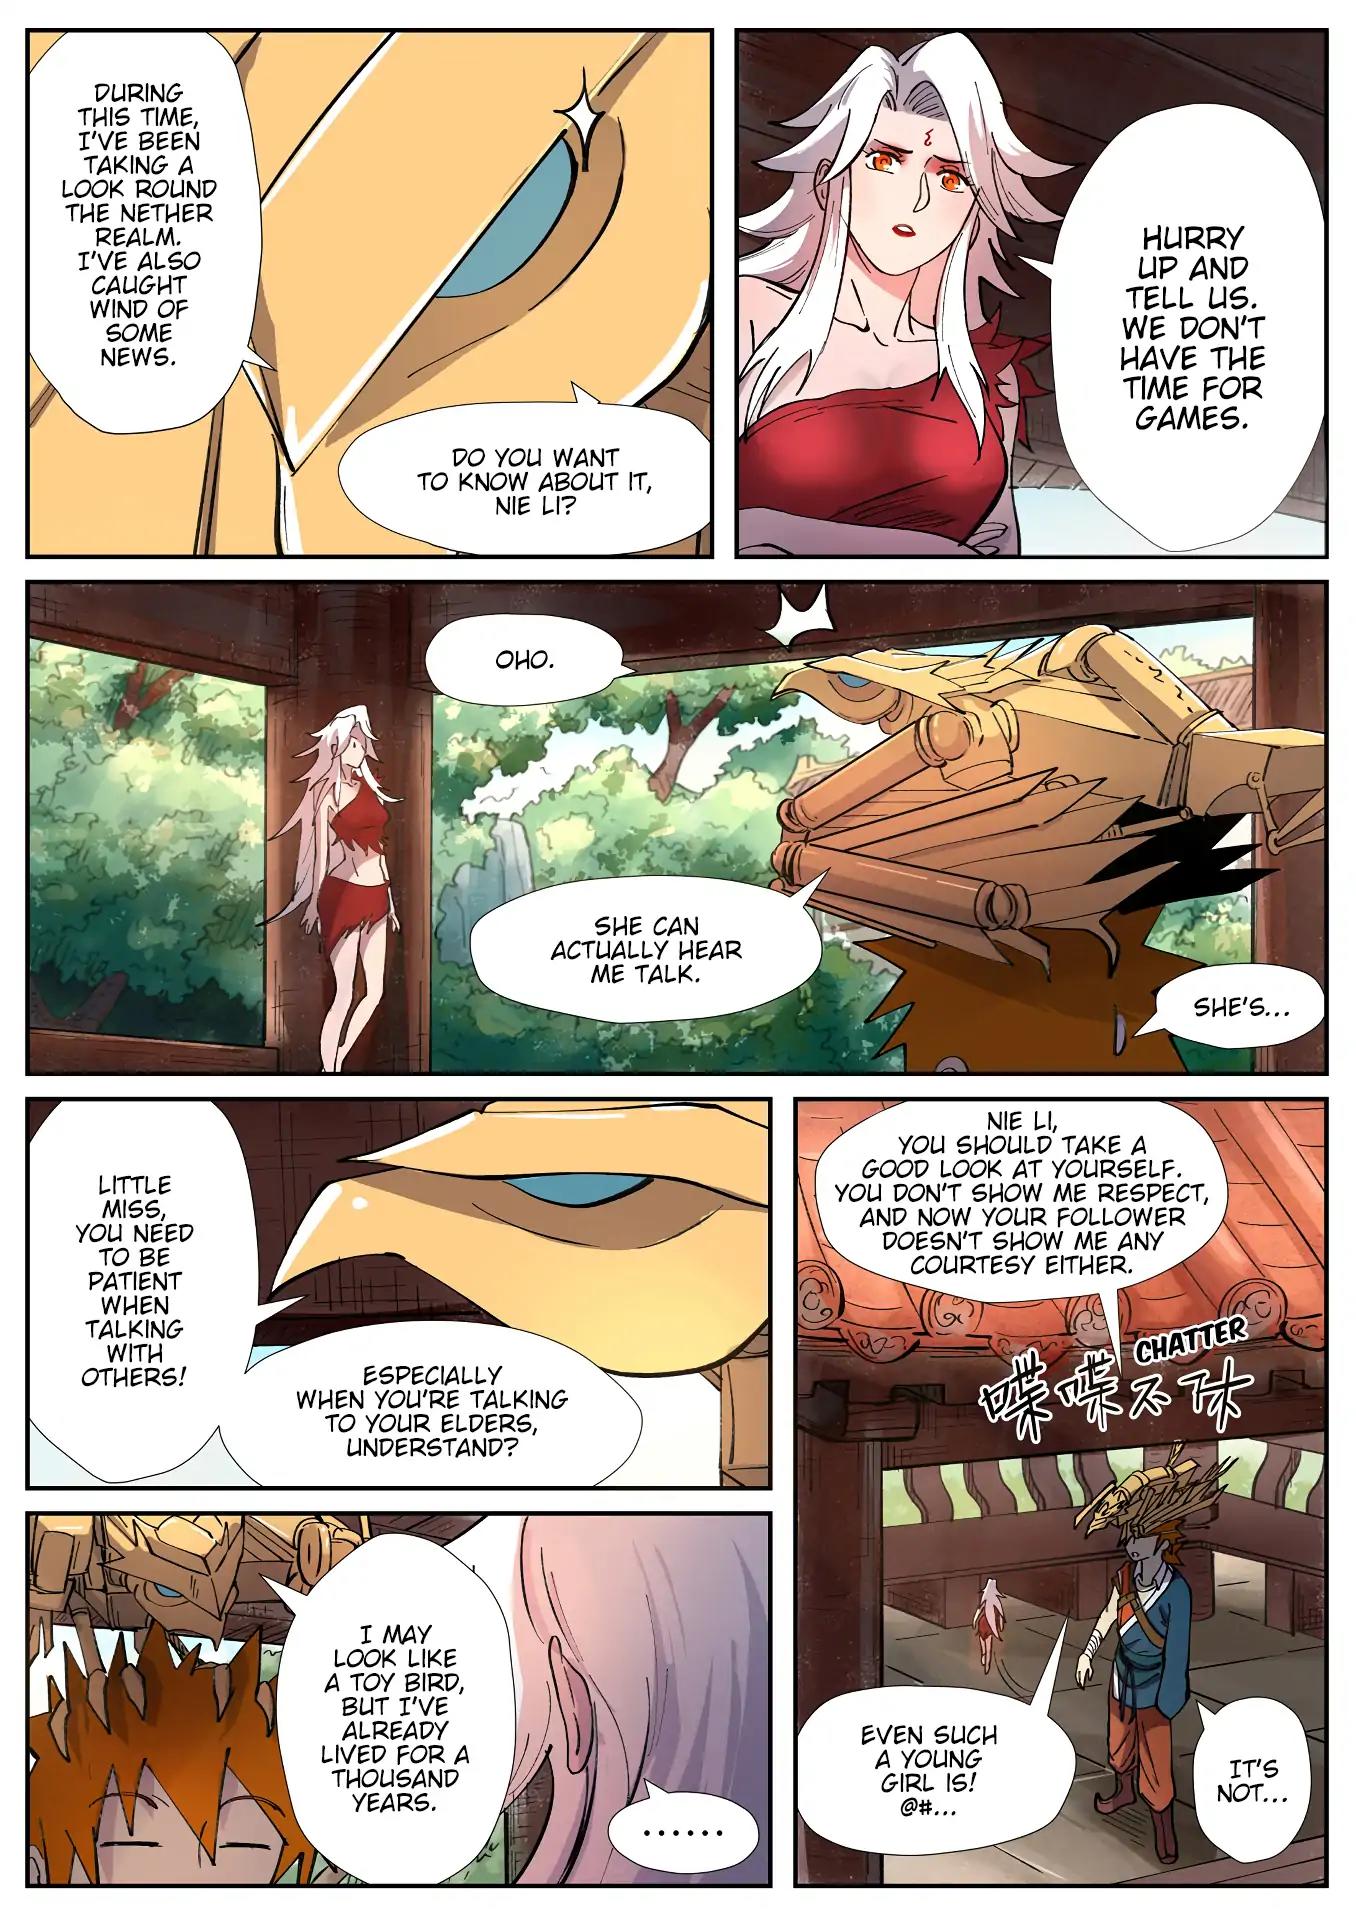 DURING
THIS TIME,
I'VE BEEN
TAKING A
LOOK ROUND
THE NETHER
REALM.
I'VE ALSO
CAUGHT
WIND OF
SOME
NEWS.
DO YOU WANT
TO KNOW ABOUT IT,
NIE LI?
HURRY
UP AND
TELL US.
WE DON'T
HAVE THE
TIME FOR
GAMES.
OHO.
SHE CAN
ACTUALLY HEAR
ME TALK.
SHE'S...
LITTLE
MISS,
YOU NEED
TO BE
PATIENT
WHEN
TALKING
WITH
OTHERS!
ESPECIALLY
WHEN YOU'RE TALKING
TO YOUR ELDERS,
UNDERSTAND?
I MAY
LOOK LIKE
A TOY BIRD,
BUT I'VE
ALREADY
LIVED FOR A
THOUSAND
YEARS.
......
NIE LI,
YOU SHOULD TAKE A
GOOD LOOK AT YOURSELF.
YOU DON'T SHOW ME RESPECT,
AND NOW YOUR FOLLOWER
DOESN'T SHOW ME ANY
COURTESY EITHER.
CHATTER
喋喋不休
EVEN SUCH
A YOUNG
GIRL IS!
@#...
IT'S
NOT...